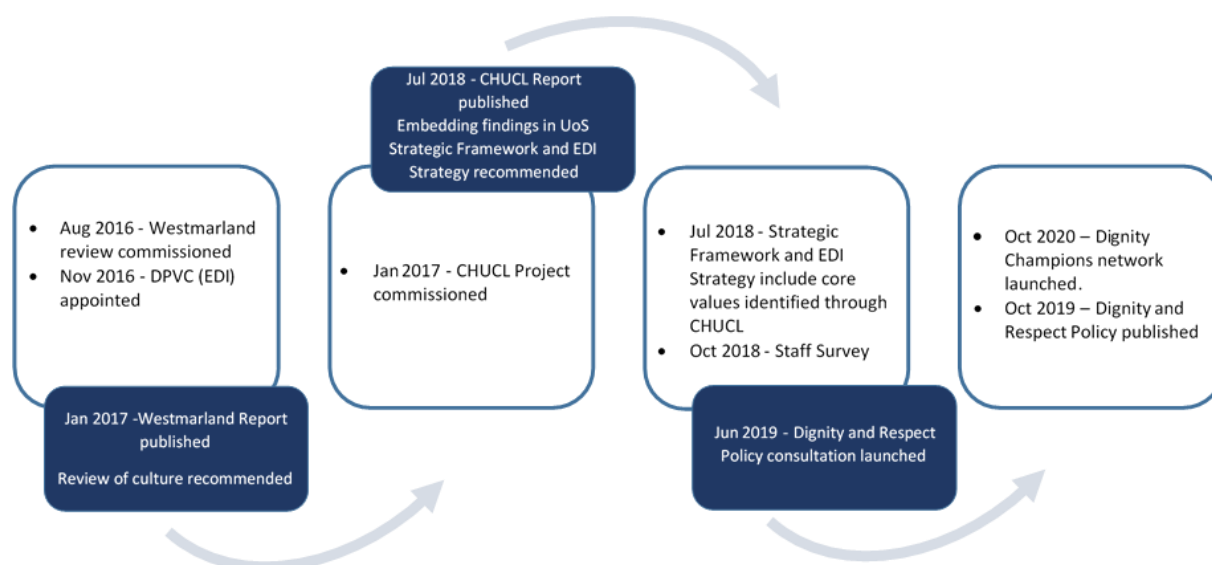 Aug 2016 - Westmarland
review commissioned
Nov 2016 - DPVC (EDI)
appointed
Jan 2017 -Westmarland Report
published
Review of culture recommended
Jul 2018 - CHUCL Report
published
Embedding findings in UoS
Strategic Framework and EDI
Strategy recommended
Jan 2017 - CHUCL Project
commissioned
Jul 2018 - Strategic
Framework and EDI
Strategy include core
values identified through
CHUCL
Oct 2018 - Staff Survey
Jun 2019 - Dignity and Respect
Policy consultation launched
Oct 2020 – Dignity
Champions network
launched.
Oct 2019 – Dignity and
Respect Policy published